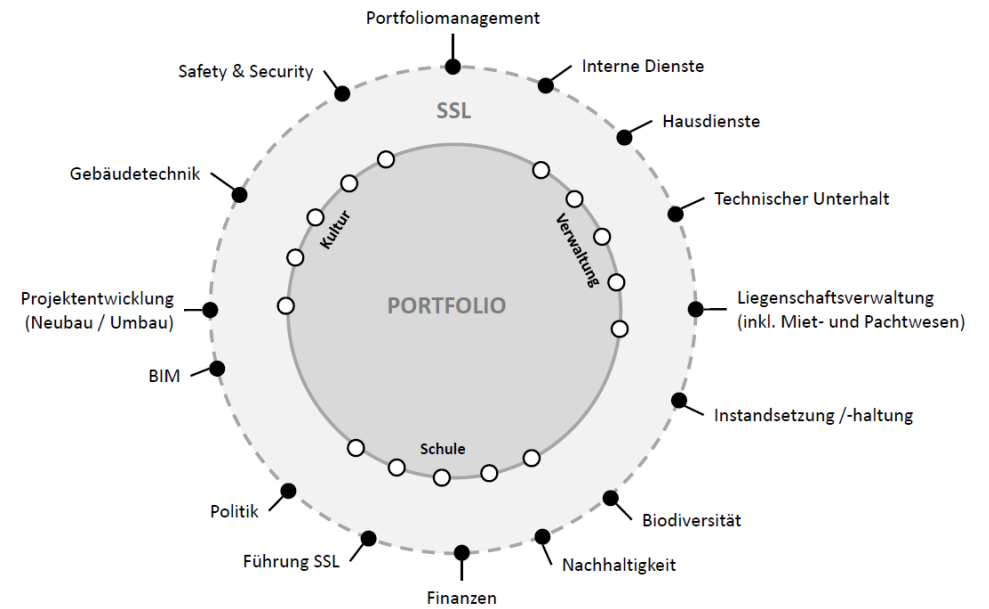 Portfoliomanagement
Interne Dienste
Safety & Security
SSL
Hausdienste
Gebäudetechnik
Technischer Unterhalt
Kultur
Verwaltung
PORTFOLIO
Projektentwicklung
(Neubau / Umbau)
Liegenschaftsverwaltung
(inkl. Miet- und Pachtwesen)
BIM
Instandsetzung /-haltung
Schule
Politik
Biodiversität
Führung SSL
Nachhaltigkeit
Finanzen